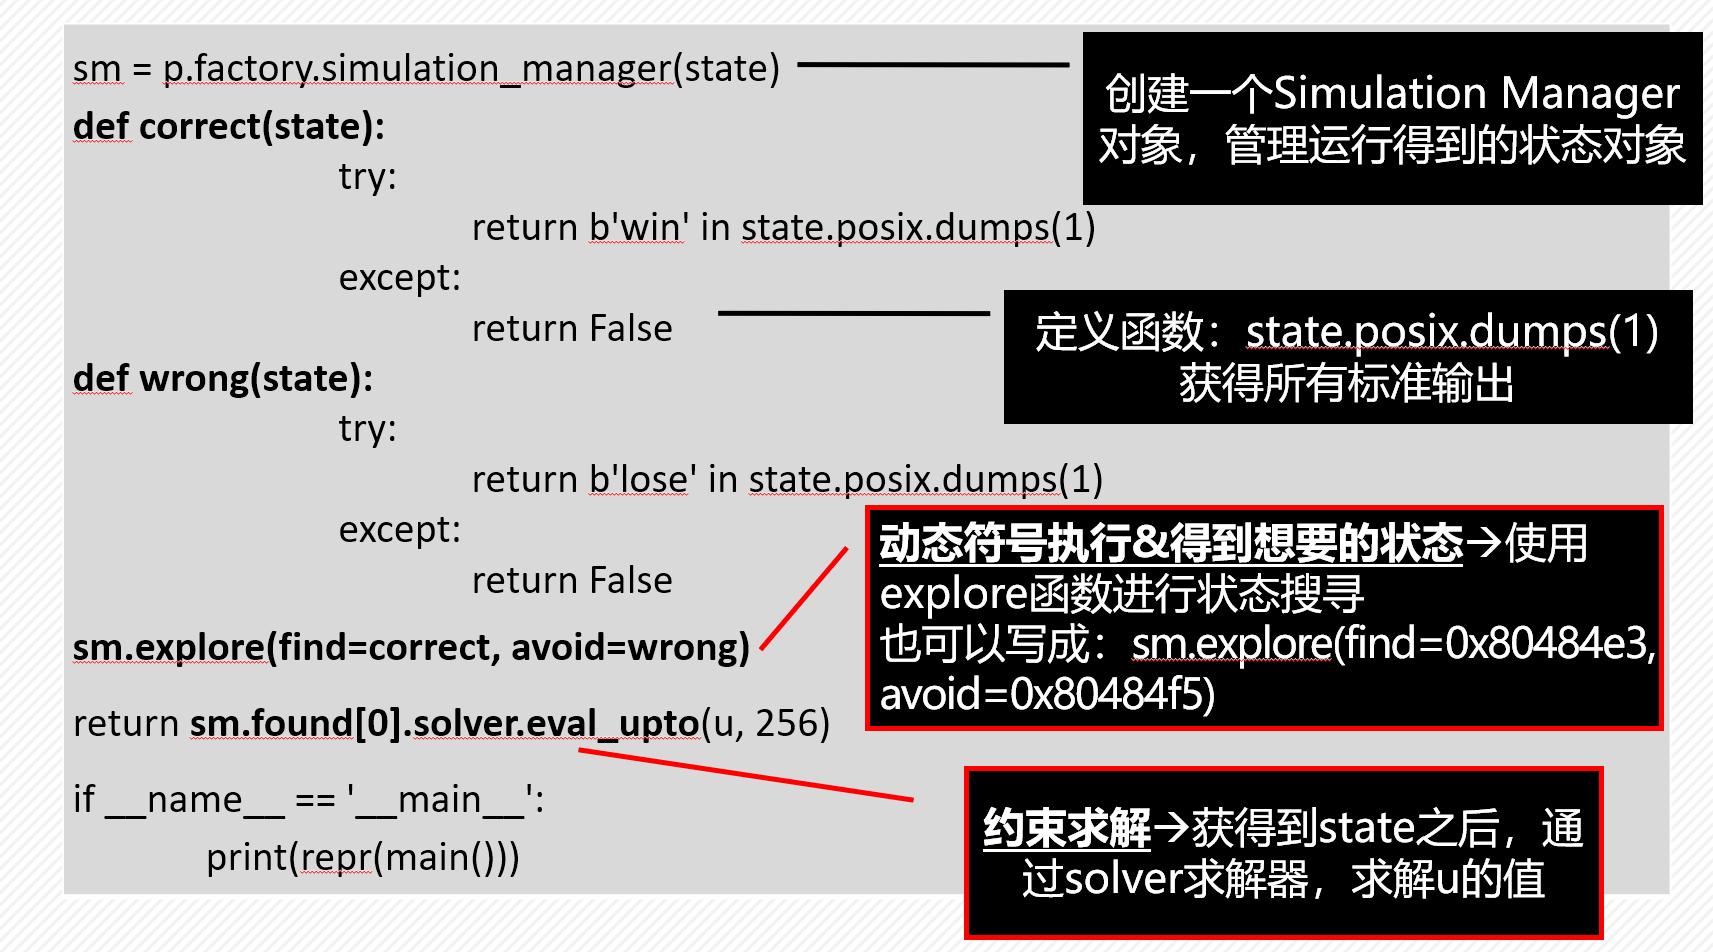 sm = p.factory.simulation_manager(state)
创建一个Simulation Manager
对象，管理运行得到的状态对象
def correct(state):
try:
return b'win' in state.posix.dumps(1)
except:
return False
定义函数：state.posix.dumps(1)
获得所有标准输出
def wrong(state):
try:
return b'lose' in state.posix.dumps(1)
except:
return False
动态符号执行&得到想要的状态→使用
explore函数进行状态搜寻
也可以写成：sm.explore(find=0x80484e3,
avoid=0x80484f5)
sm.explore(find=correct, avoid=wrong)
return sm.found[0].solver.eval_upto(u, 256)
约束求解→获得到state之后，通
过solver求解器，求解u的值
if __name__ == '__main__':
print(repr(main()))